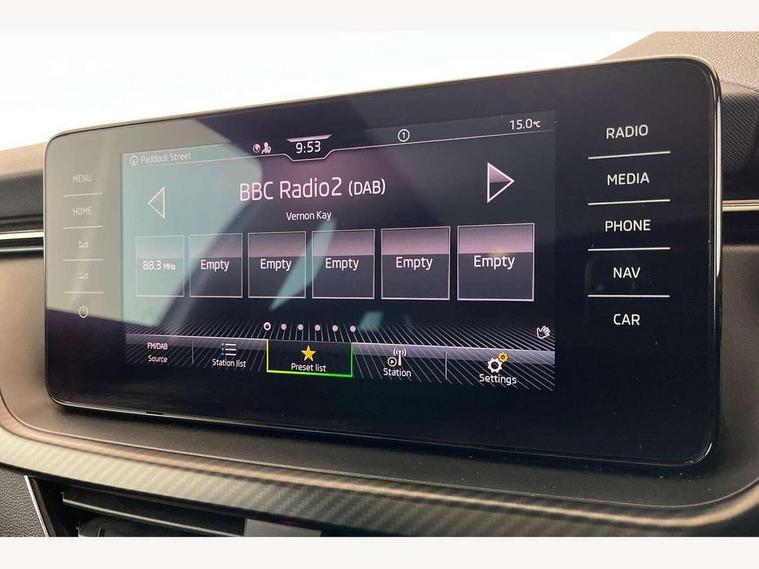 Paddock Street
9:53
1
15.0°C
BBC Radio2 (DAB)
Vernon Kay
88.3 MHz
Empty
Empty
Empty
Empty
Empty
FM/DAB
Source
Station list
Preset list
Station
Settings
MENU
HOME
RADIO
MEDIA
PHONE
NAV
CAR